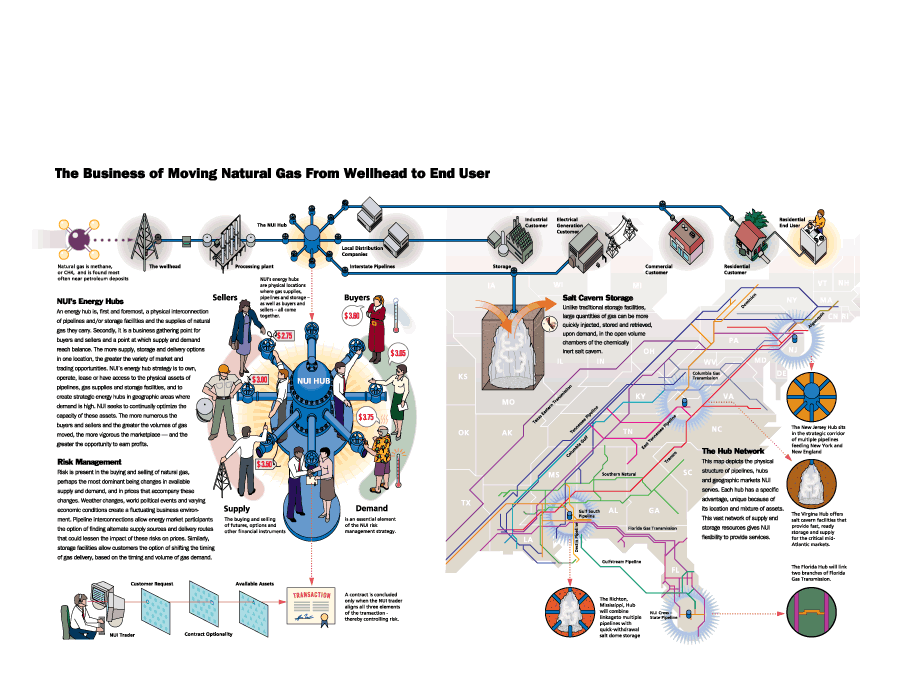 The Business of Moving Natural Gas From Wellhead to End User
Natural gas is methane,
or CH4, and is found most
often near petroleum deposits
The wellhead
Processing plant
The NUI Hub
Local Distribution
Companies
Interstate Pipelines
Storage
Industrial
Customer
Electrical
Generation
Customer
Commercial
Customer
Residential
Customer
Residential
End User
NUI's energy hubs
are physical locations
where gas supplies,
pipelines and storage –
as well as buyers and
sellers – all come
together.
NUI's Energy Hubs
An energy hub is, first and foremost, a physical interconnection
of pipelines and/or storage facilities and the supplies of natural
gas they carry. Secondly, it is a business gathering point for
buyers and sellers and a point at which supply and demand
reach balance. The more supply, storage and delivery options
in one location, the greater the variety of market and
trading opportunities. NUI's energy hub strategy is to own,
operate, lease or have access to the physical assets of
pipelines, gas supplies and storage facilities, and to
create strategic energy hubs in geographic areas where
demand is high. NUI seeks to continually optimize the
capacity of those assets. The more numerous the
buyers and sellers and the greater the volumes of gas
moved, the more vigorous the marketplace — and the
greater the opportunity to earn profits.
Risk Management
Risk is present in the buying and selling of natural gas,
perhaps the most dominant being changes in available
supply and demand, and in prices that accompany these
changes. Weather changes, world political events and varying
economic conditions create a fluctuating business environ-
ment. Pipeline interconnections allow energy market participants
the option of finding alternate supply sources and delivery routes
that could lessen the impact of these risks on prices. Similarly,
storage facilities allow customers the option of shifting the timing
of gas delivery, based on the timing and volume of gas demand.
Sellers
Buyers
$2.75
$3.60
$3.00
$3.05
$3.75
$3.50
NUI HUB
Supply
The buying and selling
of futures, options and
other financial instruments
Demand
Is an essential element
of the NUI risk
management strategy.
NUI Trader
Customer Request
Contract Optionality
Available Assets
TRANSACTION
A contract is concluded
only when the NUI trader
aligns all three elements
of the transaction -
thereby controlling risk.
Salt Cavern Storage
Unlike traditional storage facilities,
large quantities of gas can be more
quickly injected, stored and retrieved,
upon demand, in the open volume
chambers of the chemically
inert salt cavern.
IA
WI
MI
NY
VT
NH
MA
CT
RI
NJ
PA
OH
IN
IL
MD
DE
WV
VA
KY
KS
MO
OK
AK
TN
NC
SC
MS
AL
GA
TX
LA
FL
Dominion
Algonquin
Columbia Gas
Transmission
Texas Eastern Transmission
Tennessee Pipeline
Columbia Gulf
East Tennessee Pipeline
Transco
Southern Natural
Gulf South
Pipeline
Destin Pipeline
Florida Gas Transmission
Gulfstream Pipeline
NUI Cross
State Pipeline
The Hub Network
This map depicts the physical
structure of pipelines, hubs
and geographic markets NUI
serves. Each hub has a specific
advantage, unique because of
its location and mixture of assets.
This vast network of supply and
storage resources gives NUI
flexibility to provide services.
The New Jersey Hub sits
in the strategic corridor
of multiple pipelines
feeding New York and
New England
The Virginia Hub offers
salt cavern facilities that
provide fast, ready
storage and supply
for the critical mid-
Atlantic markets.
The Florida Hub will link
two branches of Florida
Gas Transmission.
The Richton,
Mississippi, Hub
will combine
linkage to multiple
pipelines with
quick-withdrawal
salt dome storage